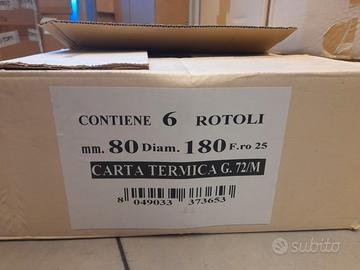 CONTIENE 6 ROTOLI
mm. 80 Diam. 180 F.ro 25
CARTA TERMICA G. 72/M
8 049033 373653
subito